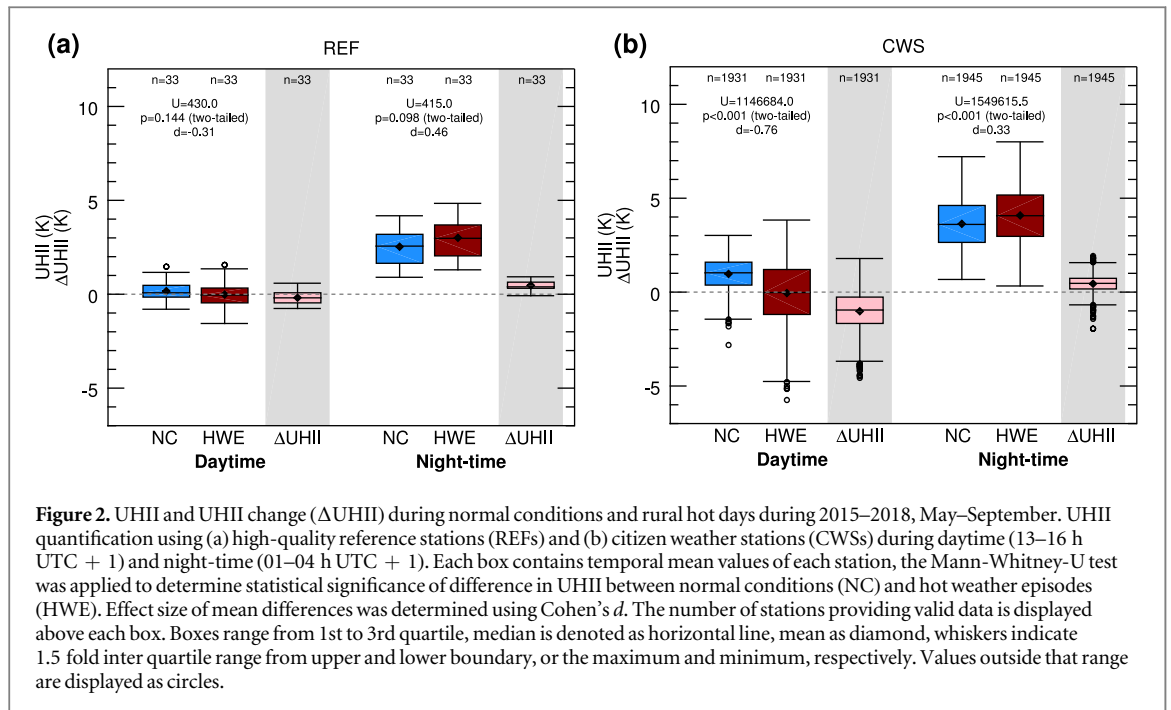 (a)
REF
n=33 n=33 n=33 n=33 n=33 n=33
U=430.0
p=0.144 (two-tailed)
d=-0.31
U=415.0
p=0.098 (two-tailed)
d=0.46
10
5
0
-5
UHII (K)
ΔUHII (K)
NC HWE ΔUHII NC HWE ΔUHII
Daytime Night-time
(b)
CWS
n=1931 n=1931 n=1931 n=1945 n=1945 n=1945
U=1146684.0
p<0.001 (two-tailed)
d=-0.76
U=1549615.5
p<0.001 (two-tailed)
d=0.33
10
5
0
-5
UHII (K)
ΔUHII (K)
NC HWE ΔUHII NC HWE ΔUHII
Daytime Night-time
Figure 2. UHII and UHII change (ΔUHII) during normal conditions and rural hot days during 2015–2018, May–September. UHII
quantification using (a) high-quality reference stations (REFs) and (b) citizen weather stations (CWSs) during daytime (13–16 h
UTC + 1) and night-time (01–04 h UTC + 1). Each box contains temporal mean values of each station, the Mann-Whitney-U test
was applied to determine statistical significance of difference in UHII between normal conditions (NC) and hot weather episodes
(HWE). Effect size of mean differences was determined using Cohen's d. The number of stations providing valid data is displayed
above each box. Boxes range from 1st to 3rd quartile, median is denoted as horizontal line, mean as diamond, whiskers indicate
1.5 fold inter quartile range from upper and lower boundary, or the maximum and minimum, respectively. Values outside that range
are displayed as circles.